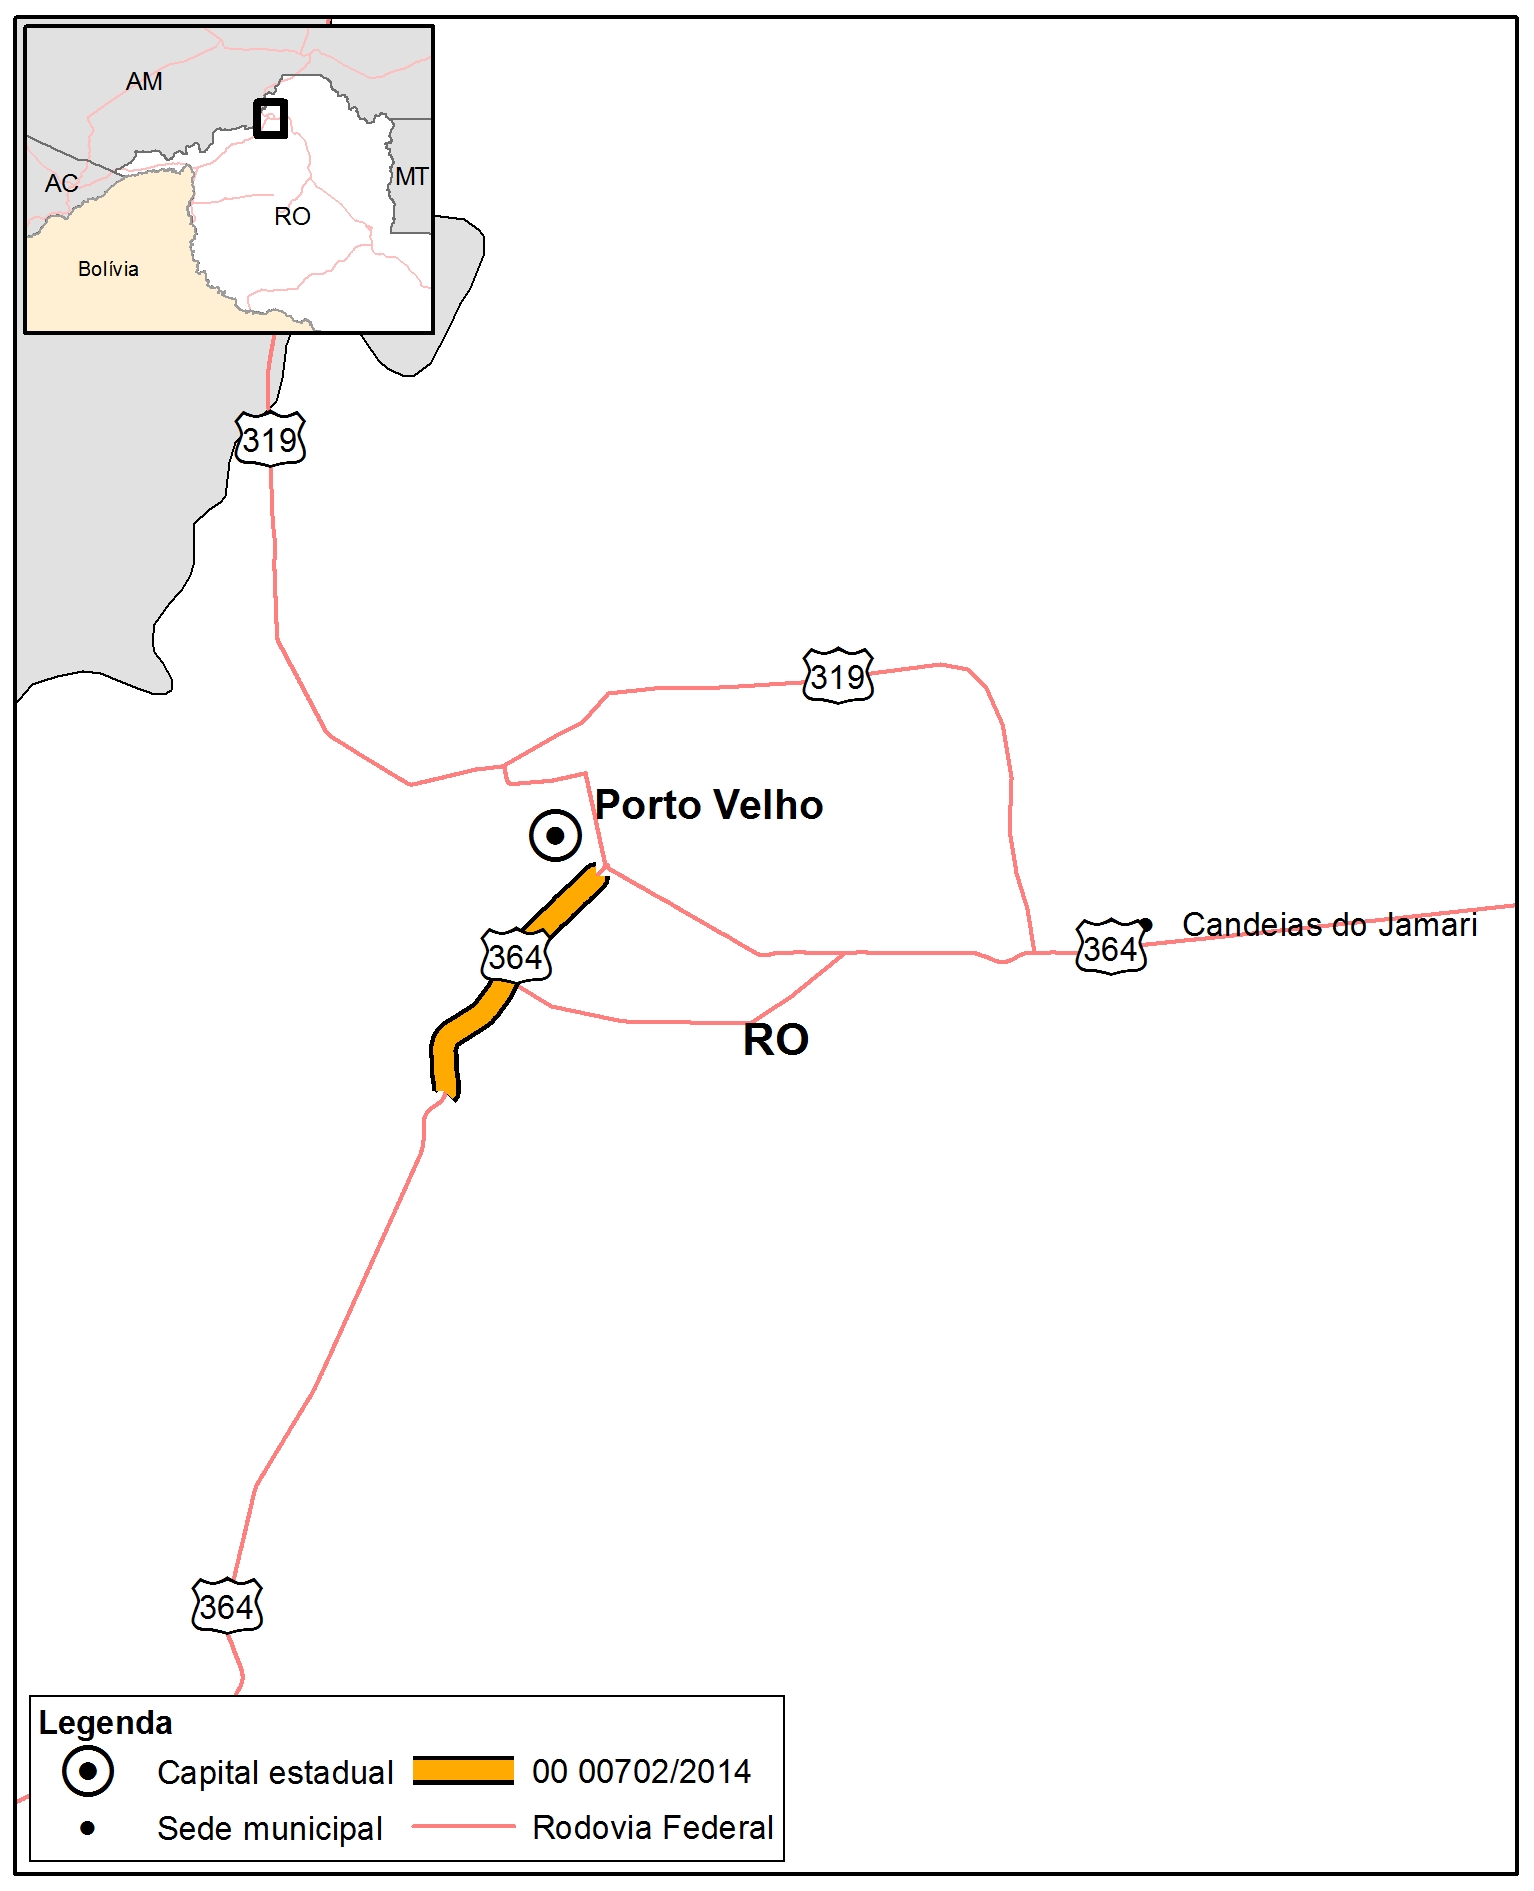 AM
AC
MT
RO
Bolívia
319
319
Porto Velho
364
Candeias do Jamari
364
RO
364
Legenda
Capital estadual
00 00702/2014
Sede municipal
Rodovia Federal